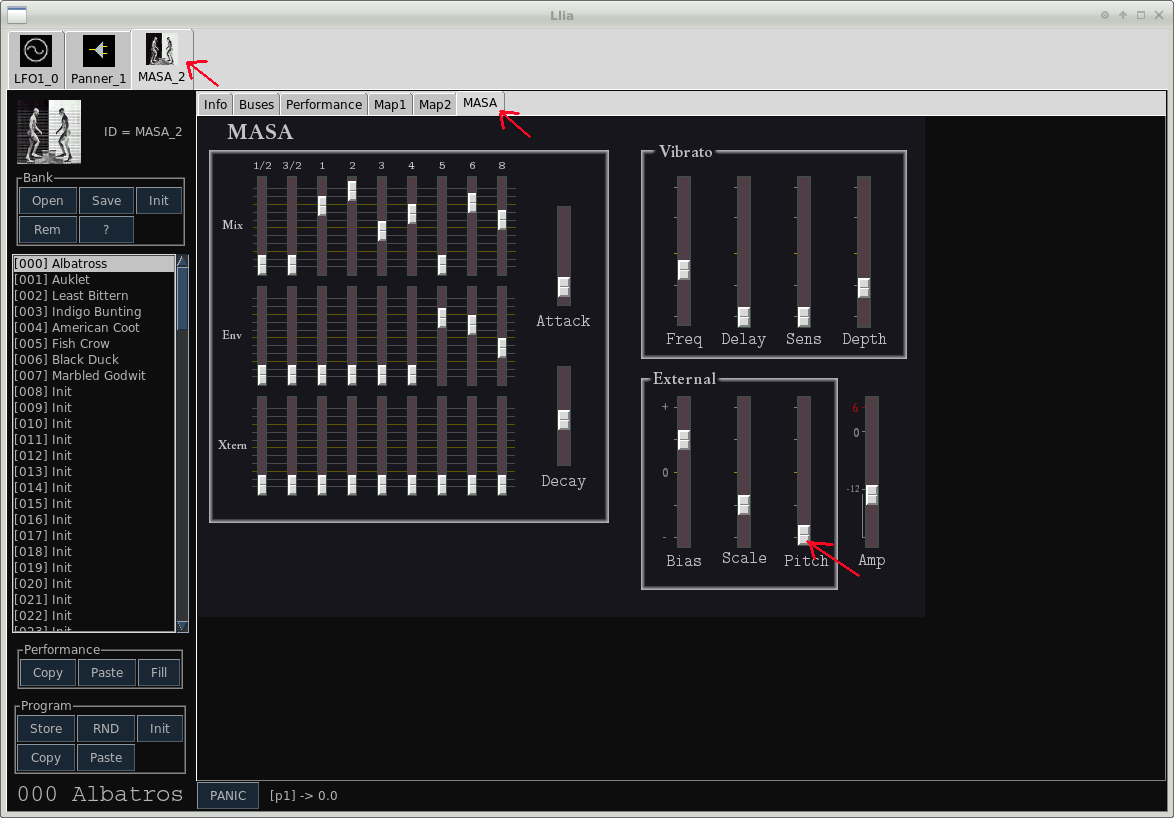 Llia
LFO1_0 Panner_1 MASA_2
ID = MASA_2
Bank
Open Save Init
Rem ?
[000] Albatross
[001] Auklet
[002] Least Bittern
[003] Indigo Bunting
[004] American Coot
[005] Fish Crow
[006] Black Duck
[007] Marbled Godwit
[008] Init
[009] Init
[010] Init
[011] Init
[012] Init
[013] Init
[014] Init
[015] Init
[016] Init
[017] Init
[018] Init
[019] Init
[020] Init
[021] Init
[022] Init
[023] Init
Performance
Copy Paste Fill
Program
Store RND Init
Copy Paste
000 Albatros
Info Buses Performance Map1 Map2 MASA
MASA
1/2 3/2 1 2 3 4 5 6 8
Mix
Env
Xtern
Attack
Decay
Vibrato
Freq Delay Sens Depth
External
+
0
-
Bias Scale Pitch
6
0
-12
Amp
PANIC [p1] -> 0.0